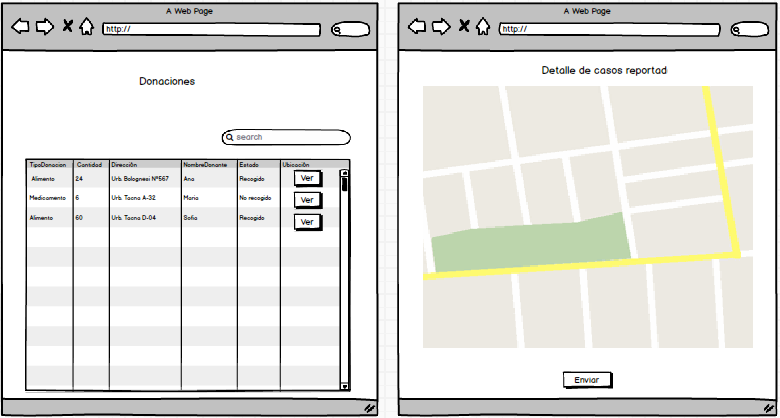 A Web Page
http://
Donaciones
search
TipoDonacion Cantidad Dirección NombreDonante Estado Ubicación
Alimento 24 Urb. Bolognesi Nº567 Ana Recogido Ver
Medicamento 6 Urb. Tacna A-32 Maria No recogido Ver
Alimento 60 Urb. Tacna D-04 Sofia Recogido Ver
A Web Page
http://
Detalle de casos reportad
Enviar